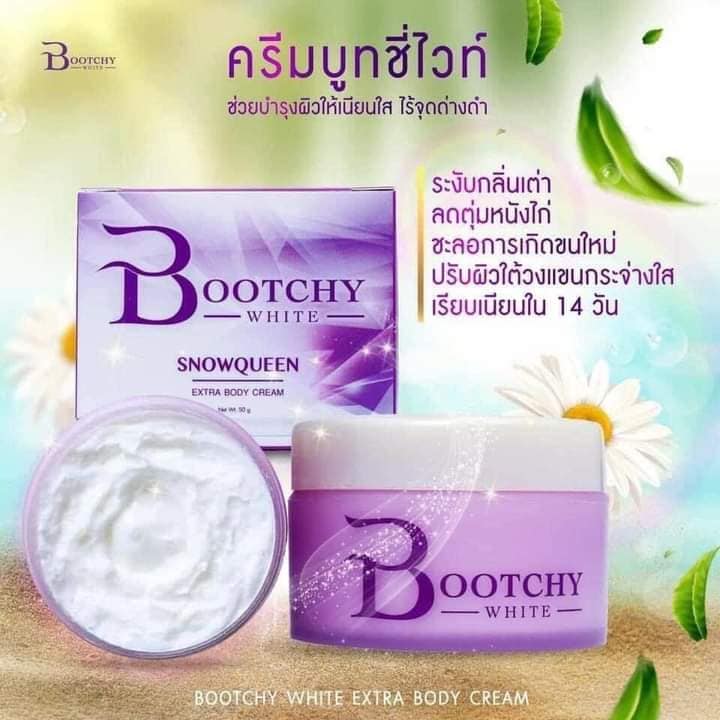 BOOTCHY
WHITE
ครีมบูทชี่ไวท์
ช่วยบำรุงผิวให้เนียนใส ไร้จุดด่างดำ
ระงับกลิ่นเต่า
ลดตุ่มหนังไก่
ชะลอการเกิดขนใหม่
ปรับผิวใต้วงแขนกระจ่างใส
เรียบเนียนใน 14 วัน
BOOTCHY
WHITE
SNOWQUEEN
EXTRA BODY CREAM
Net Wt. 50 g
BOOTCHY
WHITE
BOOTCHY WHITE EXTRA BODY CREAM